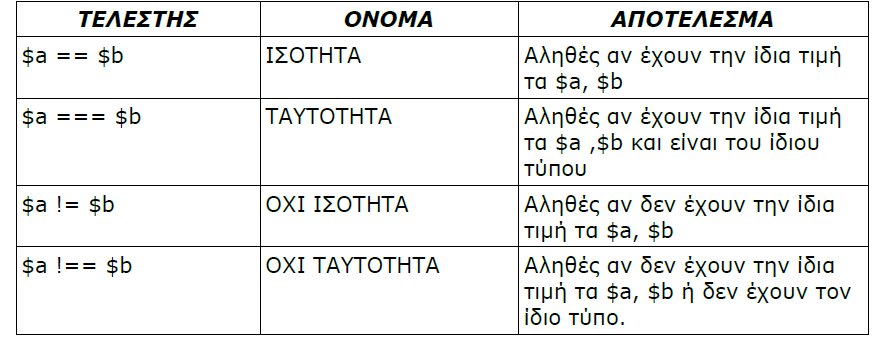 ΤΕΛΕΣΤΗΣ ΟΝΟΜΑ ΑΠΟΤΕΛΕΣΜΑ
$a == $b ΙΣΟΤΗΤΑ Αληθές αν έχουν την ίδια τιμή
τα $a, $b
$a === $b ΤΑΥΤΟΤΗΤΑ Αληθές αν έχουν την ίδια τιμή
τα $a ,$b και είναι του ίδιου
τύπου
$a != $b ΟΧΙ ΙΣΟΤΗΤΑ Αληθές αν δεν έχουν την ίδια
τιμή τα $a, $b
$a !== $b ΟΧΙ ΤΑΥΤΟΤΗΤΑ Αληθές αν δεν έχουν την ίδια
τιμή τα $a, $b ή δεν έχουν τον
ίδιο τύπο.